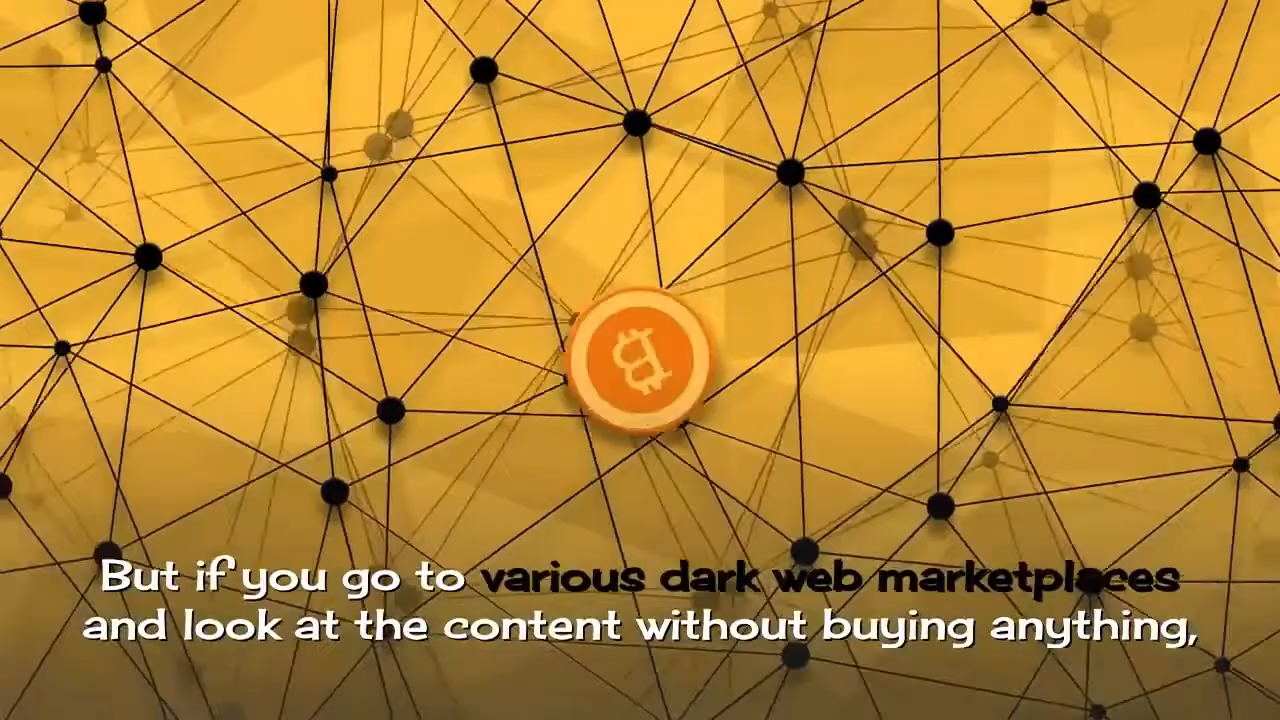 But if you go to various dark web marketplaces
and look at the content without buying anything,